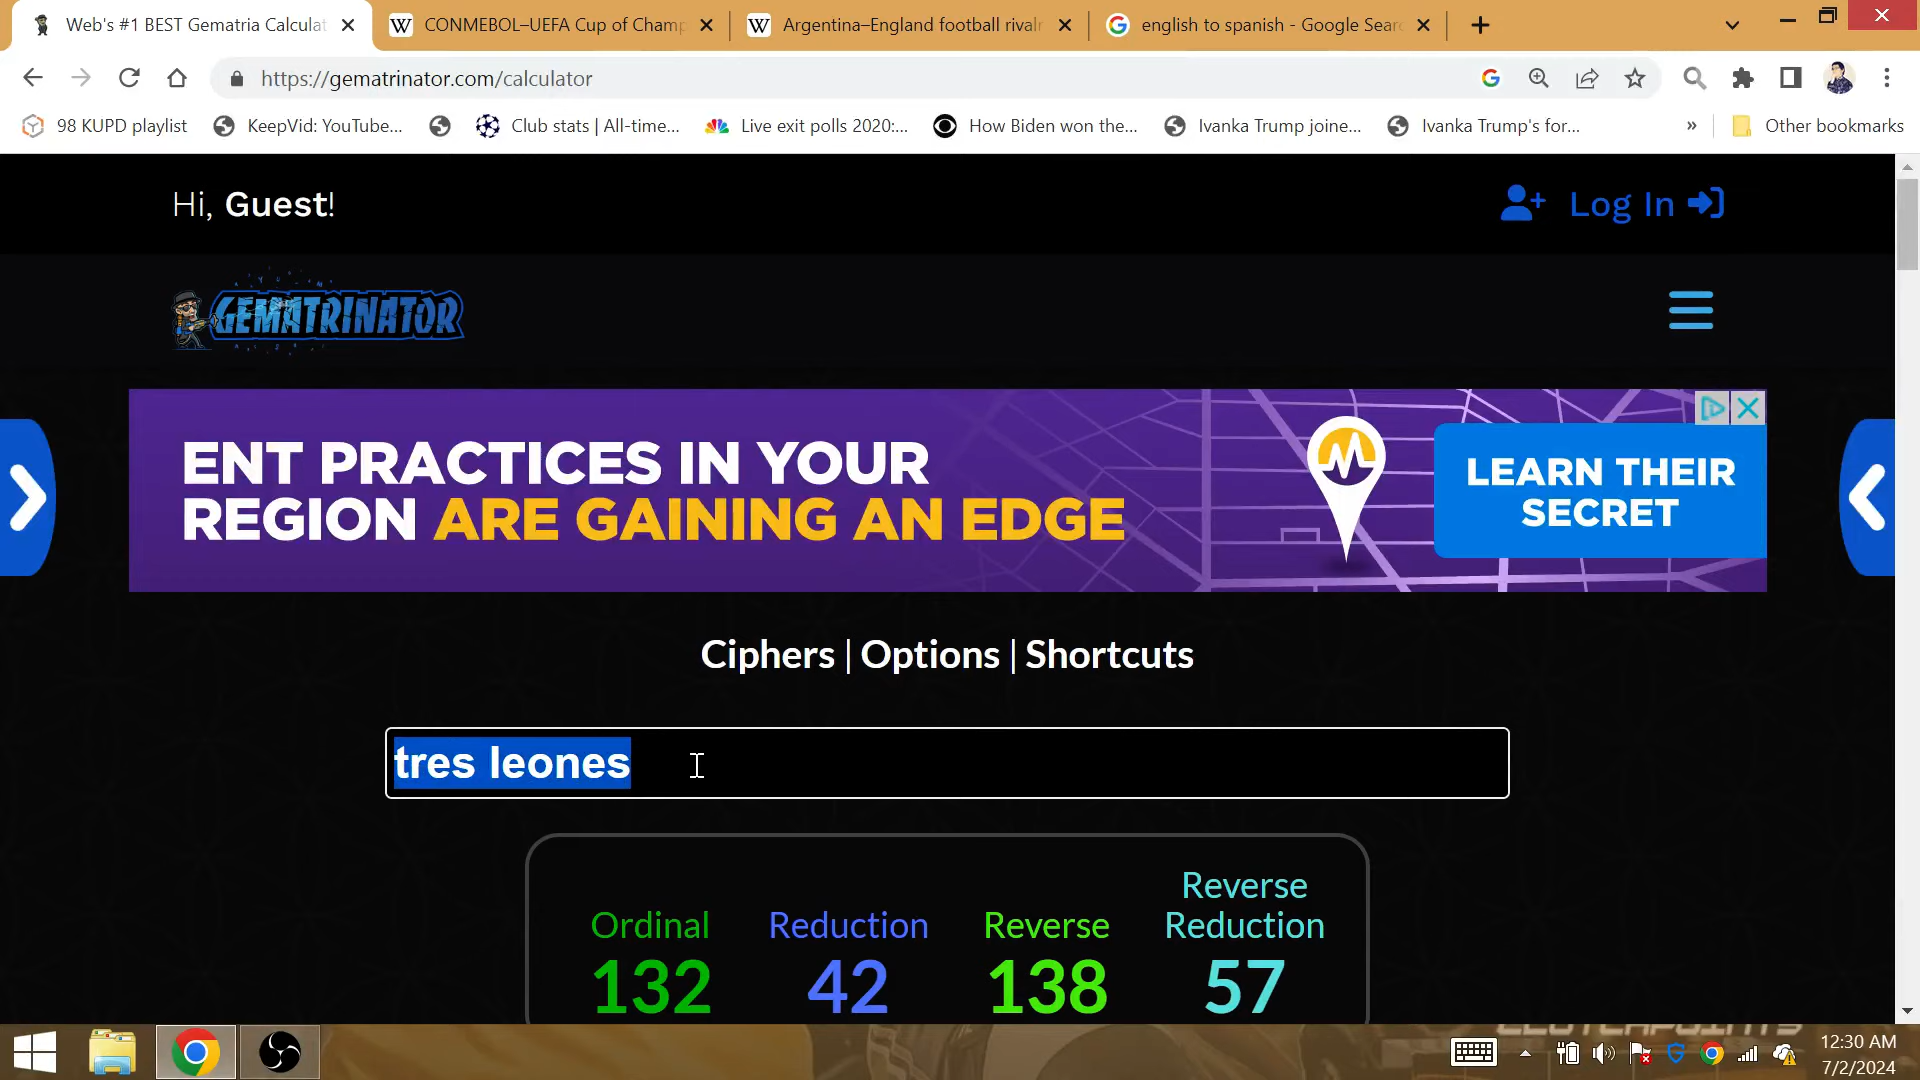 Web's #1 BEST Gematria Calculat
CONMEBOL–UEFA Cup of Champ
Argentina–England football rival
english to spanish - Google Sear
https://gematrinator.com/calculator
98 KUPD playlist
KeepVid: YouTube...
Club stats | All-time...
Live exit polls 2020:...
How Biden won the...
Ivanka Trump joine...
Ivanka Trump's for...
»
Other bookmarks
Hi, Guest!
Log In
GEMATRINATOR
ENT PRACTICES IN YOUR
REGION ARE GAINING AN EDGE
LEARN THEIR
SECRET
Ciphers | Options | Shortcuts
tres leones
Ordinal
132
Reduction
42
Reverse
138
Reverse
Reduction
57
CLUTCHPOINTS
12:30 AM
7/2/2024